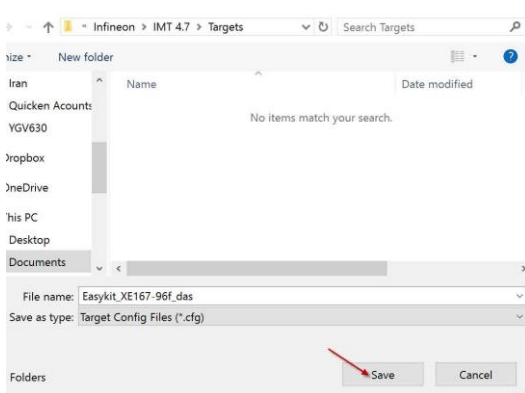 « Infineon > IMT 4.7 > Targets
Search Targets
nize
New folder
Name
Date modified
No items match your search.
Iran
Quicken Acounts
YGV630
Dropbox
OneDrive
This PC
Desktop
Documents
File name: Easykit_XE167-96f_das
Save as type: Target Config Files (*.cfg)
Folders
Save
Cancel